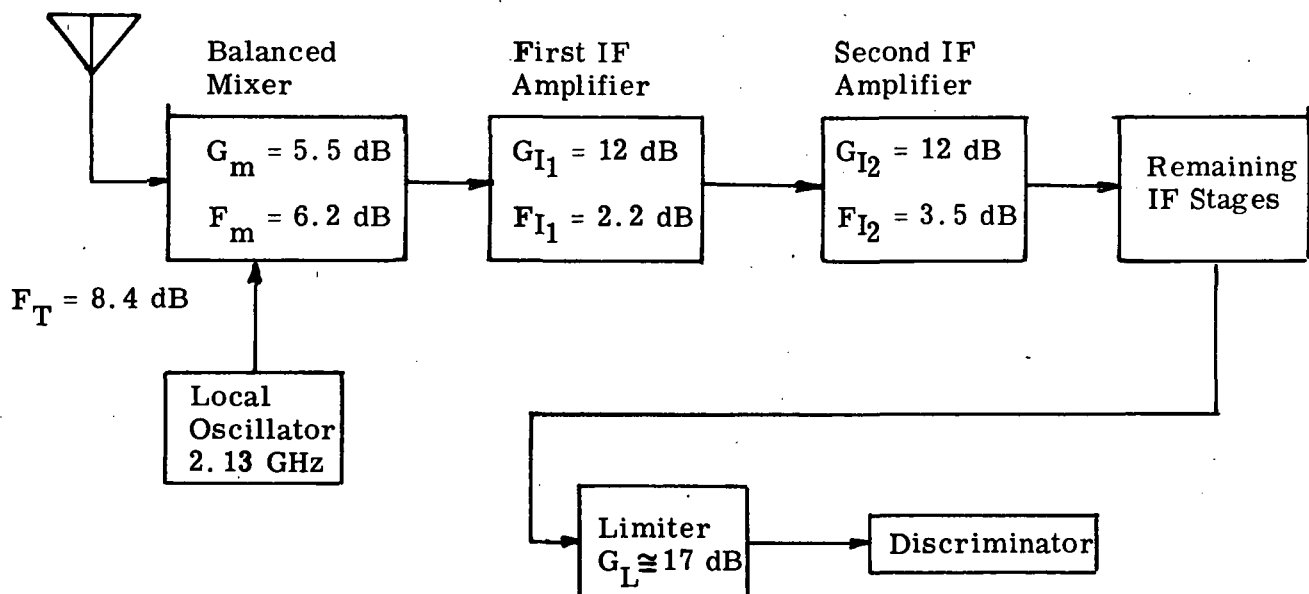 Balanced
Mixer
First IF
Amplifier
Second IF
Amplifier
G_m = 5.5 dB
F_m = 6.2 dB
G_I1 = 12 dB
F_I1 = 2.2 dB
G_I2 = 12 dB
F_I2 = 3.5 dB
Remaining
IF Stages
F_T = 8.4 dB
Local
Oscillator
2.13 GHz
Limiter
G_L ≅ 17 dB
Discriminator